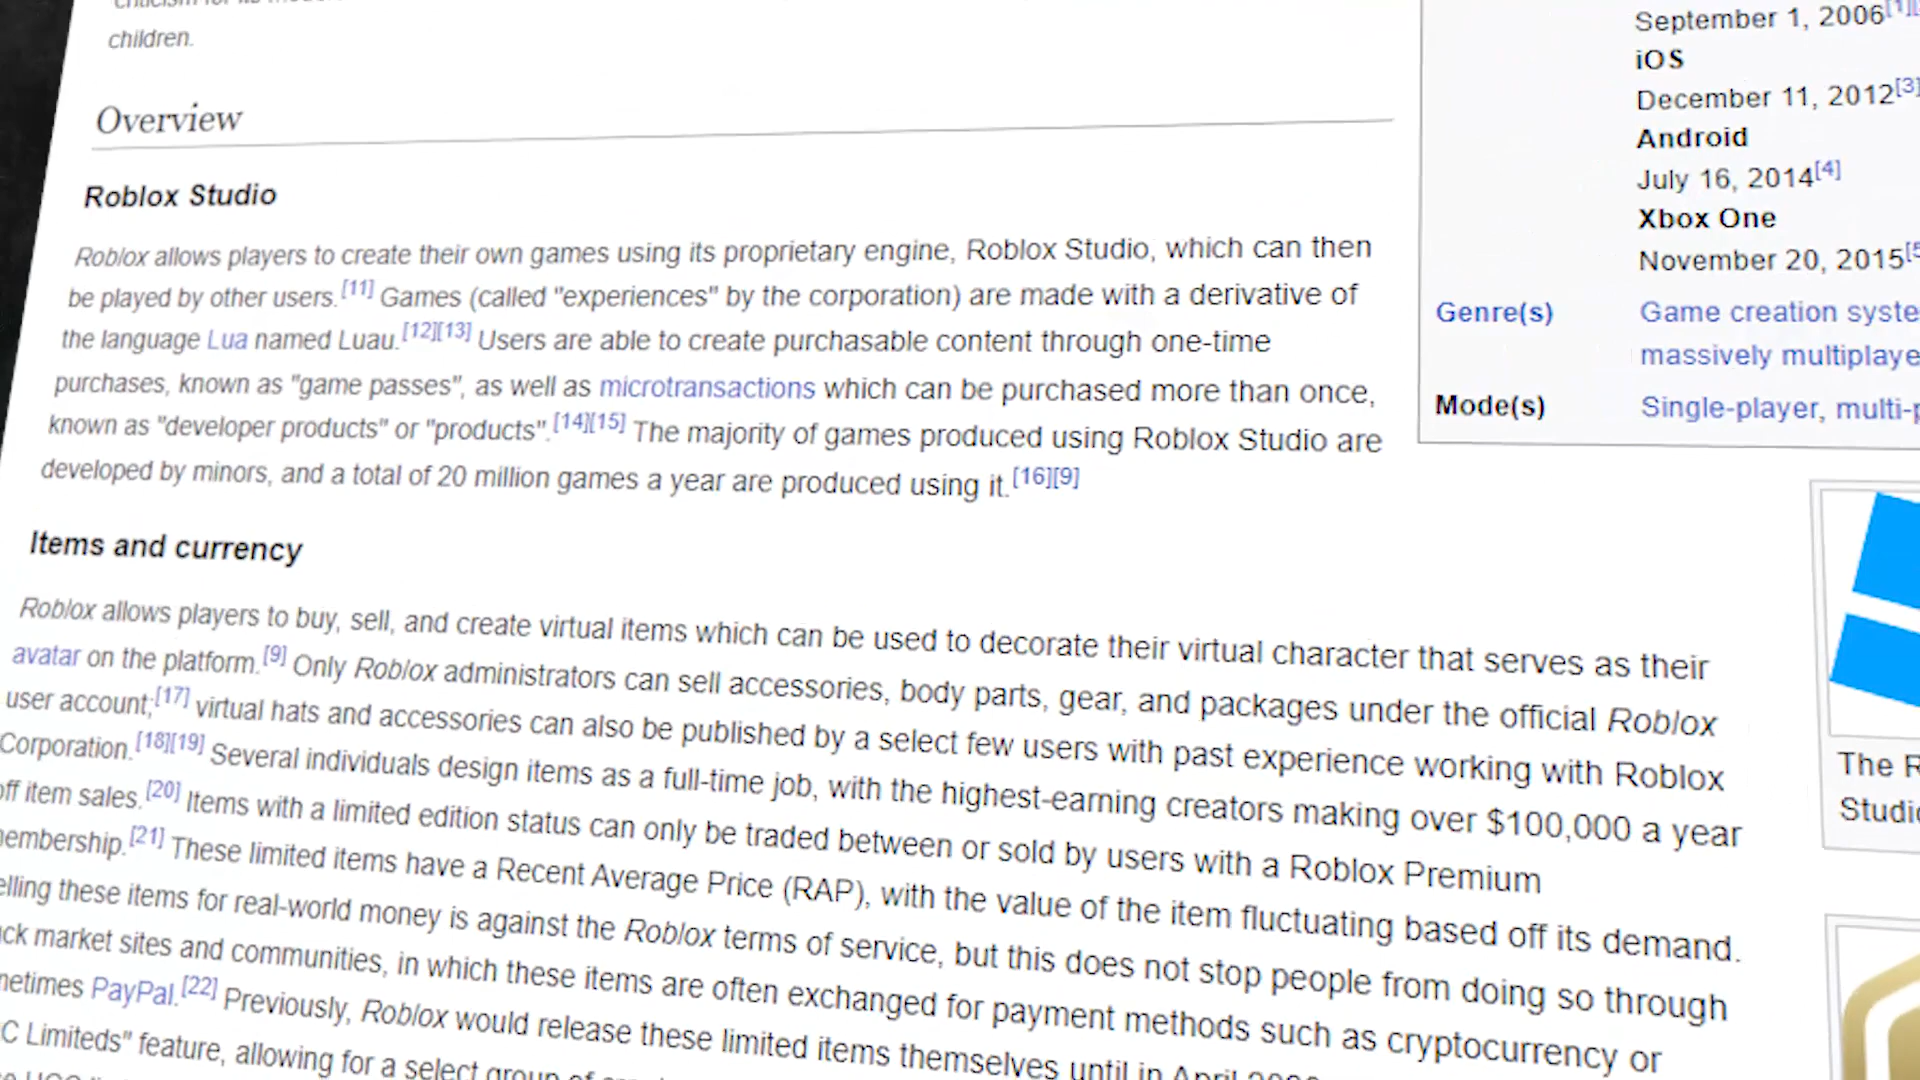 children.
Overview
Roblox Studio
Roblox allows players to create their own games using its proprietary engine, Roblox Studio, which can then
be played by other users.[11] Games (called "experiences" by the corporation) are made with a derivative of
the language Lua named Luau.[12][13] Users are able to create purchasable content through one-time
purchases, known as "game passes", as well as microtransactions which can be purchased more than once,
known as "developer products" or "products".[14][15] The majority of games produced using Roblox Studio are
developed by minors, and a total of 20 million games a year are produced using it.[16][9]
Items and currency
Roblox allows players to buy, sell, and create virtual items which can be used to decorate their virtual character that serves as their
avatar on the platform.[9] Only Roblox administrators can sell accessories, body parts, gear, and packages under the official Roblox
user account;[17] virtual hats and accessories can also be published by a select few users with past experience working with Roblox
Corporation.[18][19] Several individuals design items as a full-time job, with the highest-earning creators making over $100,000 a year
off item sales.[20] Items with a limited edition status can only be traded between or sold by users with a Roblox Premium
membership.[21] These limited items have a Recent Average Price (RAP), with the value of the item fluctuating based off its demand.
elling these items for real-world money is against the Roblox terms of service, but this does not stop people from doing so through
ck market sites and communities, in which these items are often exchanged for payment methods such as cryptocurrency or
metimes PayPal.[22] Previously, Roblox would release these limited items themselves until in April
C Limiteds" feature, allowing for a select group of
September 1, 2006[1]
iOS
December 11, 2012[3]
Android
July 16, 2014[4]
Xbox One
November 20, 2015[5
Genre(s) Game creation syste
massively multiplaye
Mode(s) Single-player, multi-p
The R
Studio